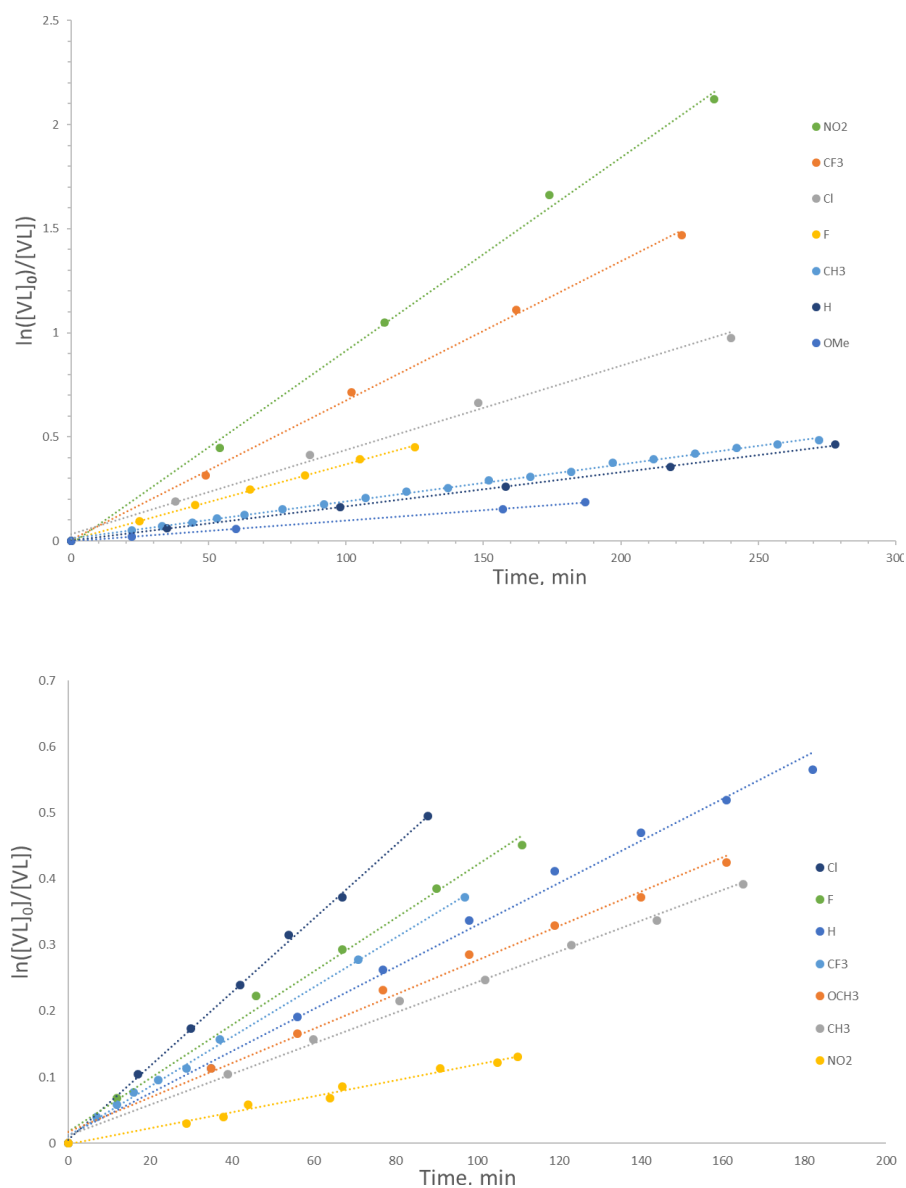 2.5
2
1.5
1
0.5
0
ln([VL]₀)/[VL])
0
50
100
150
200
250
300
Time, min
NO2
CF3
Cl
F
CH3
H
OMe
0.7
0.6
0.5
0.4
0.3
0.2
0.1
0
ln([VL]₀]/[VL])
0
20
40
60
80
100
120
140
160
180
200
Time, min
Cl
F
H
CF3
OCH3
CH3
NO2